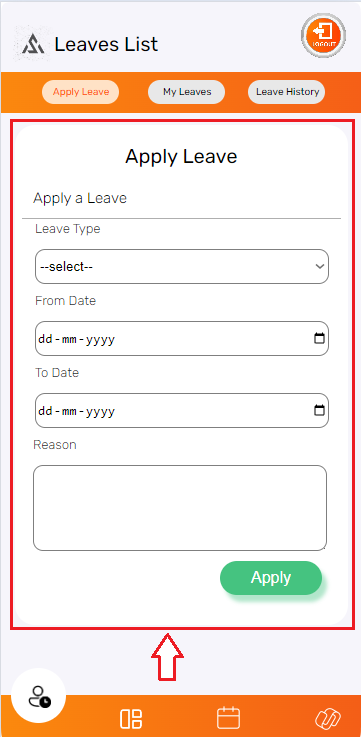 Leaves List
LOGOUT
Apply Leave
My Leaves
Leave History
Apply Leave
Apply a Leave
Leave Type
--select--
From Date
dd-mm-yyyy
To Date
dd-mm-yyyy
Reason
Apply